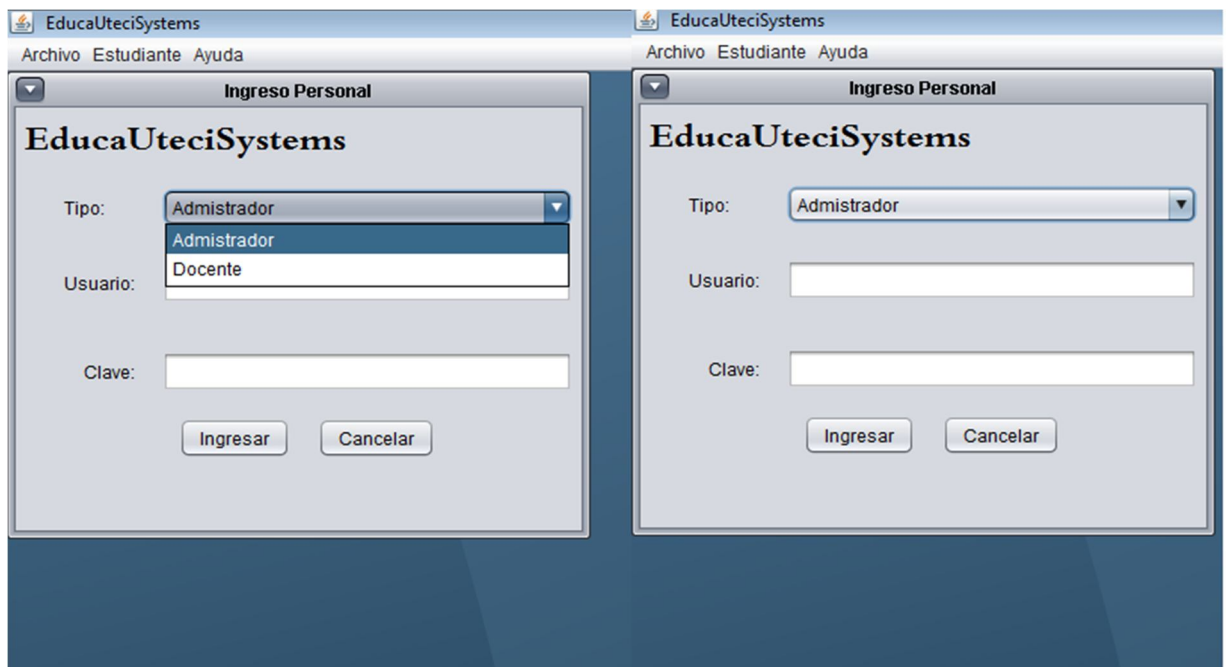 EducaUteciSystems
Archivo Estudiante Ayuda
Ingreso Personal
EducaUteciSystems
Tipo: Admistrador
Admistrador
Docente
Usuario:
Clave:
Ingresar Cancelar
EducaUteciSystems
Archivo Estudiante Ayuda
Ingreso Personal
EducaUteciSystems
Tipo: Admistrador
Usuario:
Clave:
Ingresar Cancelar